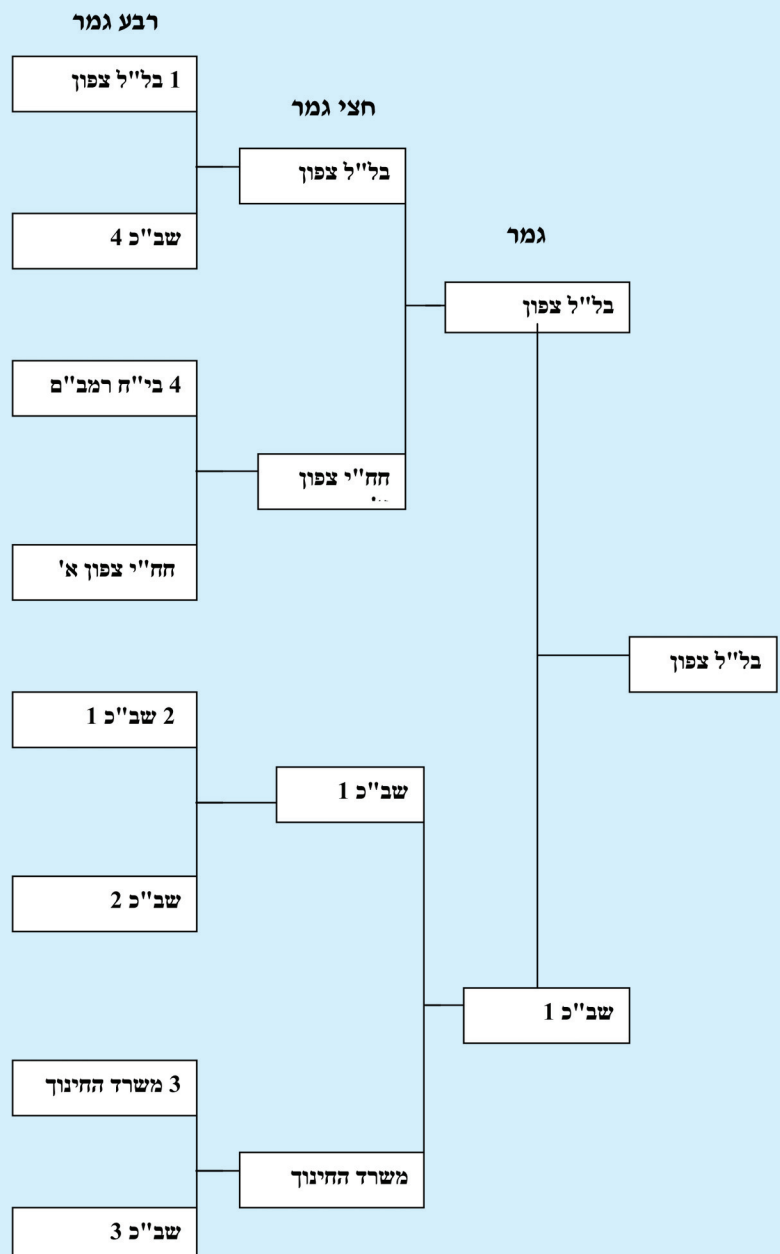 רבע גמר
1 בל"ל צפון
חצי גמר
בל"ל צפון
שב"כ 4
גמר
בל"ל צפון
4 בי"ח רמב"ם
חח"י צפון
חח"י צפון א'
בל"ל צפון
2 שב"כ 1
שב"כ 1
שב"כ 2
שב"כ 1
3 משרד החינוך
משרד החינוך
שב"כ 3